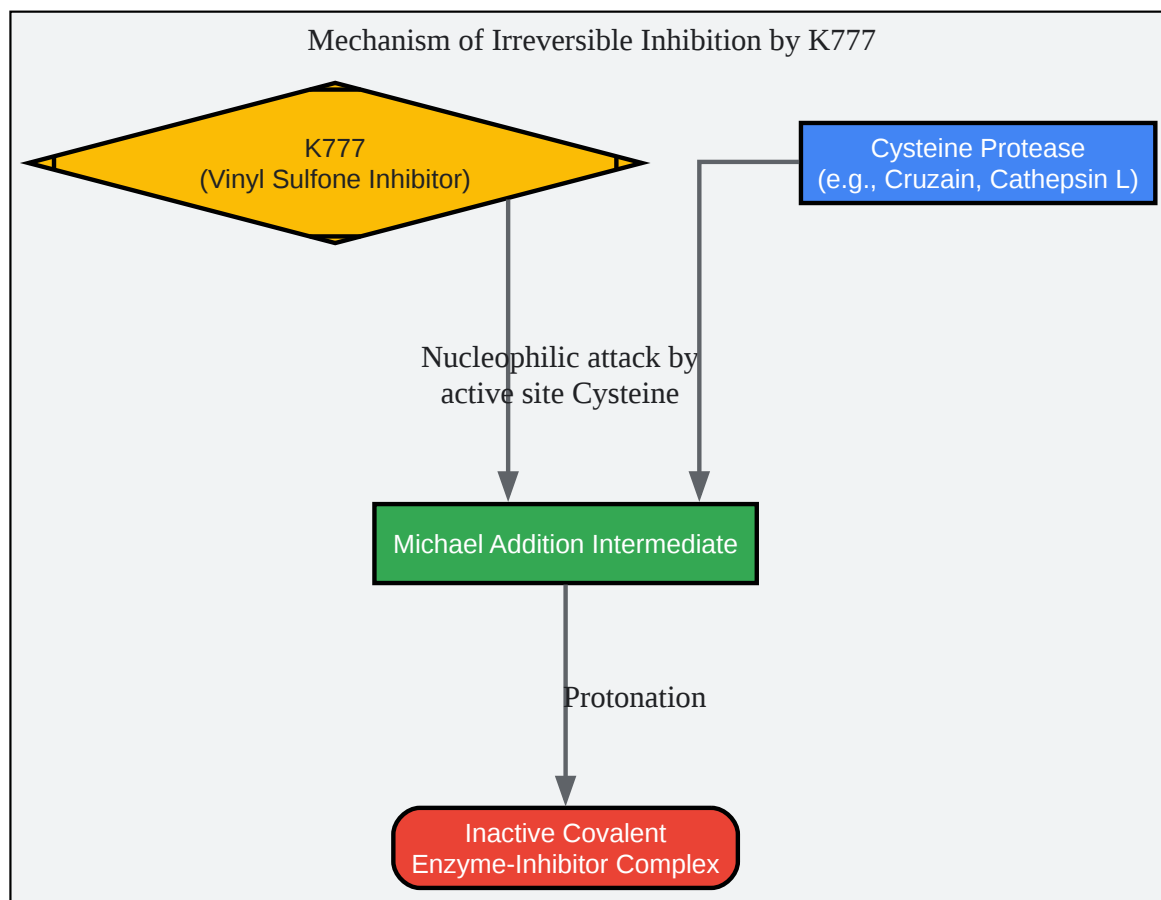 Mechanism of Irreversible Inhibition by K777
K777
(Vinyl Sulfone Inhibitor)
Cysteine Protease
(e.g., Cruzain, Cathepsin L)
Nucleophilic attack by
active site Cysteine
Michael Addition Intermediate
Protonation
Inactive Covalent
Enzyme-Inhibitor Complex